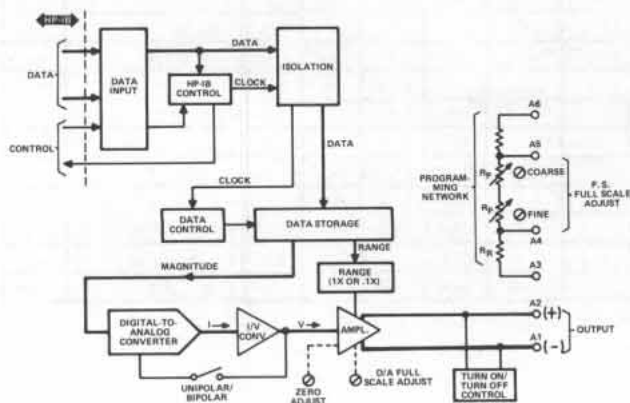 HP-IB
DATA
CONTROL
DATA
INPUT
DATA
HP-IB
CONTROL
CLOCK
ISOLATION
DATA
CLOCK
DATA
CONTROL
DATA STORAGE
RANGE
MAGNITUDE
RANGE
(1X OR .1X)
DIGITAL-TO-
ANALOG
CONVERTER
I
I/V
CONV.
V
AMPL.
UNIPOLAR/
BIPOLAR
ZERO
ADJUST
D/A FULL
SCALE ADJUST
TURN ON/
TURN OFF
CONTROL
A2 (+)
A1 (-)
OUTPUT
PROGRAM-
MING
NETWORK
A6
A5
RP
COARSE
RP
FINE
F.S.
FULL SCALE
ADJUST
A4
RR
A3